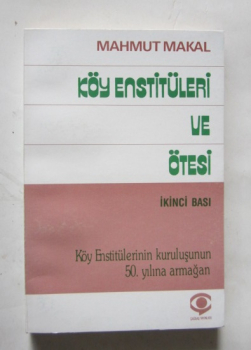 MAHMUT MAKAL
KÖY ENSTİTÜLERİ
VE
ÖTESİ
İKİNCİ BASI
Köy Enstitülerinin kuruluşunun
50. yılına armağan